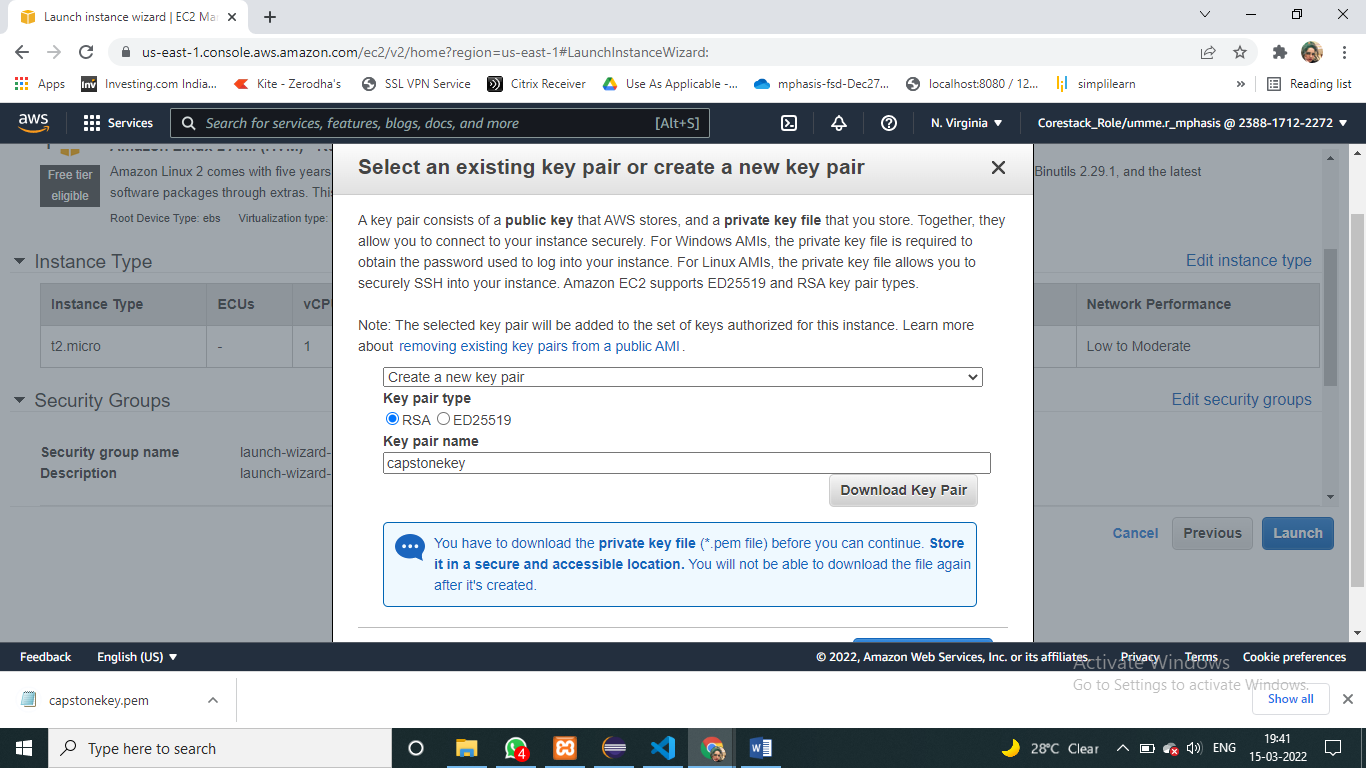 Launch instance wizard | EC2 Ma
us-east-1.console.aws.amazon.com/ec2/v2/home?region=us-east-1#LaunchInstanceWizard:
Apps
inv Investing.com India...
Kite - Zerodha's
SSL VPN Service
Citrix Receiver
Use As Applicable -...
mphasis-fsd-Dec27...
localhost:8080 / 12...
simplilearn
»
Reading list
aws
Services
Search for services, features, blogs, docs, and more [Alt+S]
N. Virginia
Corestack_Role/umme.r_mphasis @ 2388-1712-2272
Free tier
eligible
Amazon Linux 2 comes with five years
Binutils 2.29.1, and the latest
software packages through extras. This
Root Device Type: ebs Virtualization type:
Instance Type
Edit instance type
Instance Type ECUs vCP Network Performance
t2.micro - 1 Low to Moderate
Security Groups
Edit security groups
Security group name launch-wizard-
Description launch-wizard-
Cancel Previous Launch
Select an existing key pair or create a new key pair
A key pair consists of a public key that AWS stores, and a private key file that you store. Together, they
allow you to connect to your instance securely. For Windows AMIs, the private key file is required to
obtain the password used to log into your instance. For Linux AMIs, the private key file allows you to
securely SSH into your instance. Amazon EC2 supports ED25519 and RSA key pair types.
Note: The selected key pair will be added to the set of keys authorized for this instance. Learn more
about removing existing key pairs from a public AMI .
Create a new key pair
Key pair type
RSA ED25519
Key pair name
capstonekey
Download Key Pair
You have to download the private key file (*.pem file) before you can continue. Store
it in a secure and accessible location. You will not be able to download the file again
after it's created.
Feedback English (US)
© 2022, Amazon Web Services, Inc. or its affiliates. Privacy Terms Cookie preferences
Activate Windows
Go to Settings to activate Windows.
capstonekey.pem
Show all
Type here to search
4
28°C Clear
ENG
19:41
15-03-2022